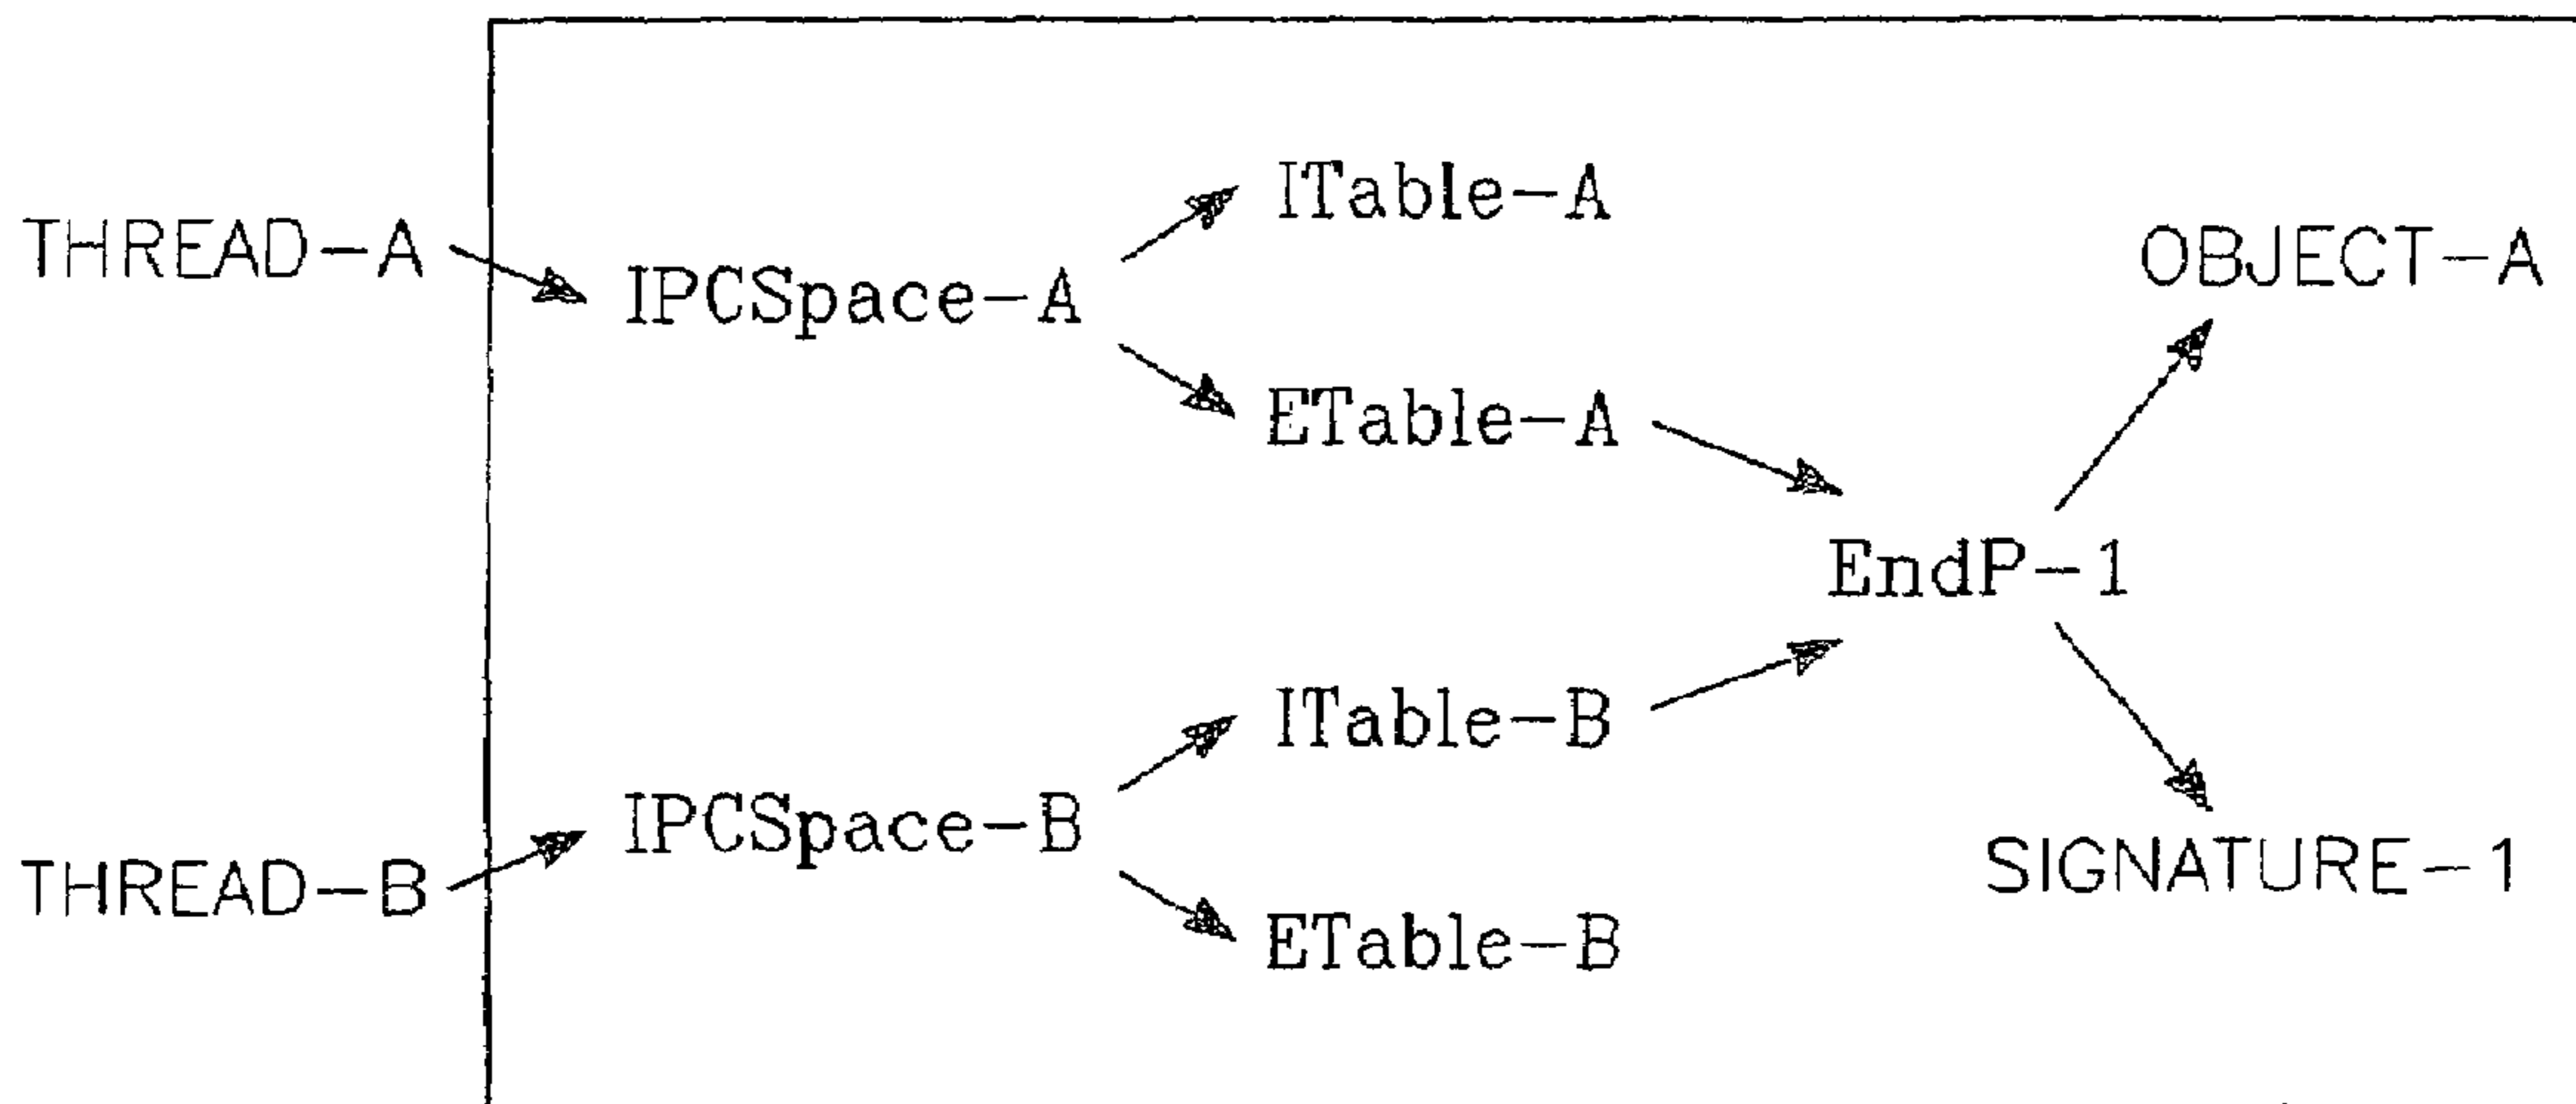 ITable-A
THREAD-A
OBJECT-A
IPCSpace-A
ETable-A
EndP-1
ITable-B
IPCSpace-B
THREAD-B
SIGNATURE-1
ETable-B